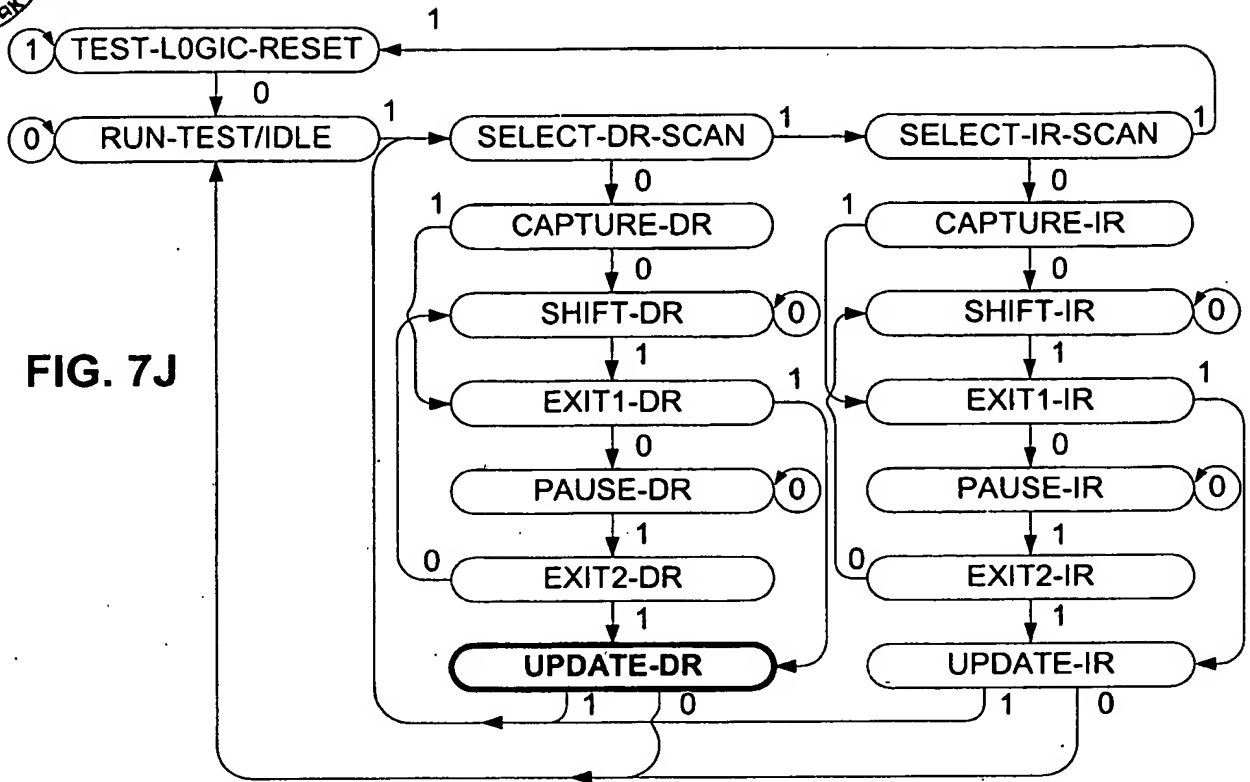 1
1 TEST-L0GIC-RESET
0
1
0 RUN-TEST/IDLE
SELECT-DR-SCAN 1
SELECT-IR-SCAN 1
0
0
1 CAPTURE-DR
1 CAPTURE-IR
0
0
SHIFT-DR 0
SHIFT-IR 0
1
1
FIG. 7J
EXIT1-DR 1
EXIT1-IR 1
0
0
PAUSE-DR 0
PAUSE-IR 0
1
1
0 EXIT2-DR
0 EXIT2-IR
1
1
UPDATE-DR
UPDATE-IR
1 0
1 0